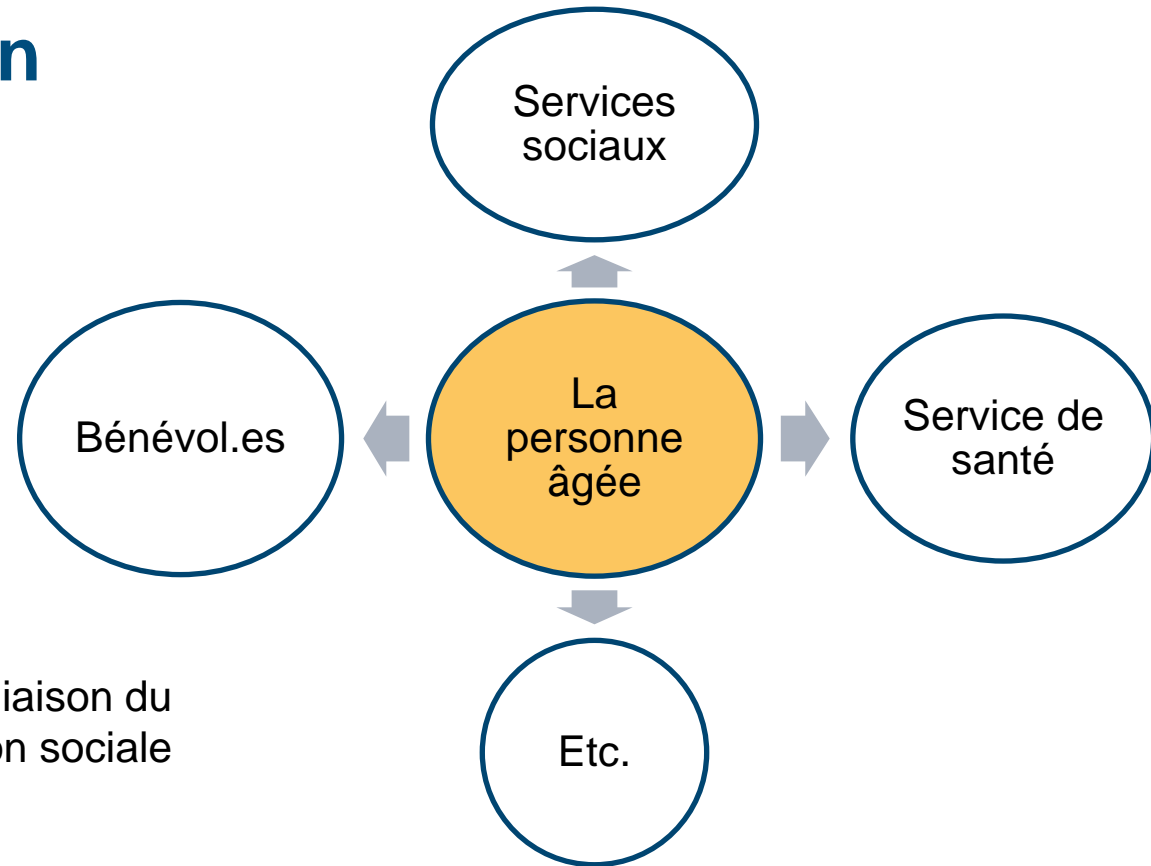 n
Services
sociaux
Bénévol.es
La
personne
âgée
Service de
santé
iaison du
on sociale
Etc.